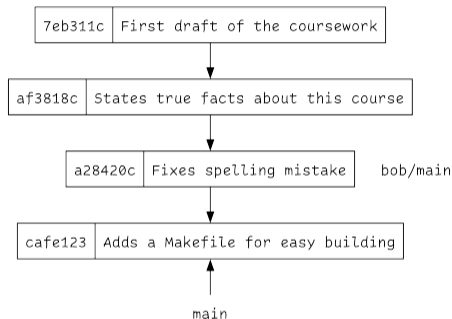 7eb311c First draft of the coursework
af3818c States true facts about this course
a28420c Fixes spelling mistake bob/main
cafe123 Adds a Makefile for easy building
main